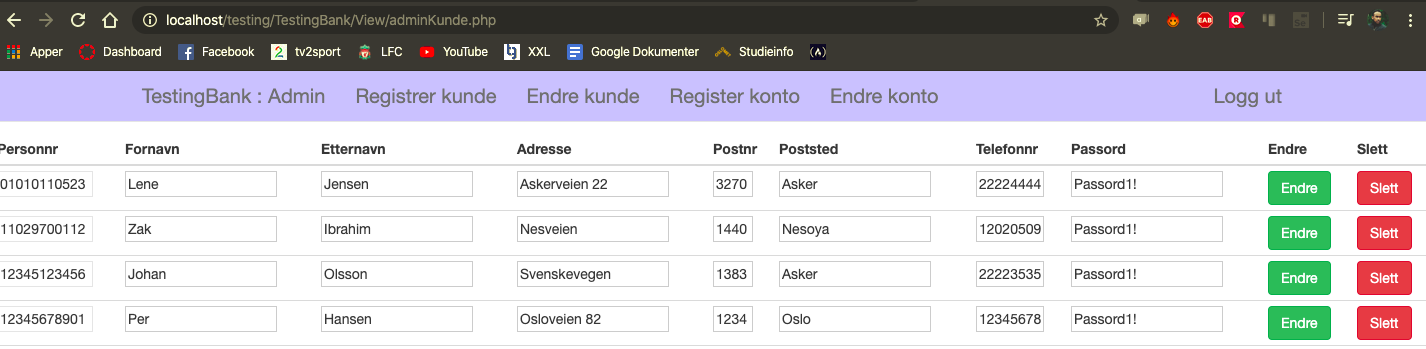 localhost/testing/TestingBank/View/adminKunde.php
Apper Dashboard Facebook tv2sport LFC YouTube XXL Google Dokumenter Studieinfo
TestingBank : Admin Registrer kunde Endre kunde Register konto Endre konto Logg ut
Personnr Fornavn Etternavn Adresse Postnr Poststed Telefonnr Passord Endre Slett
01010110523 Lene Jensen Askerveien 22 3270 Asker 22224444 Passord1! Endre Slett
11029700112 Zak Ibrahim Nesveien 1440 Nesoya 12020509 Passord1! Endre Slett
12345123456 Johan Olsson Svenskevegen 1383 Asker 22223535 Passord1! Endre Slett
12345678901 Per Hansen Osloveien 82 1234 Oslo 12345678 Passord1! Endre Slett